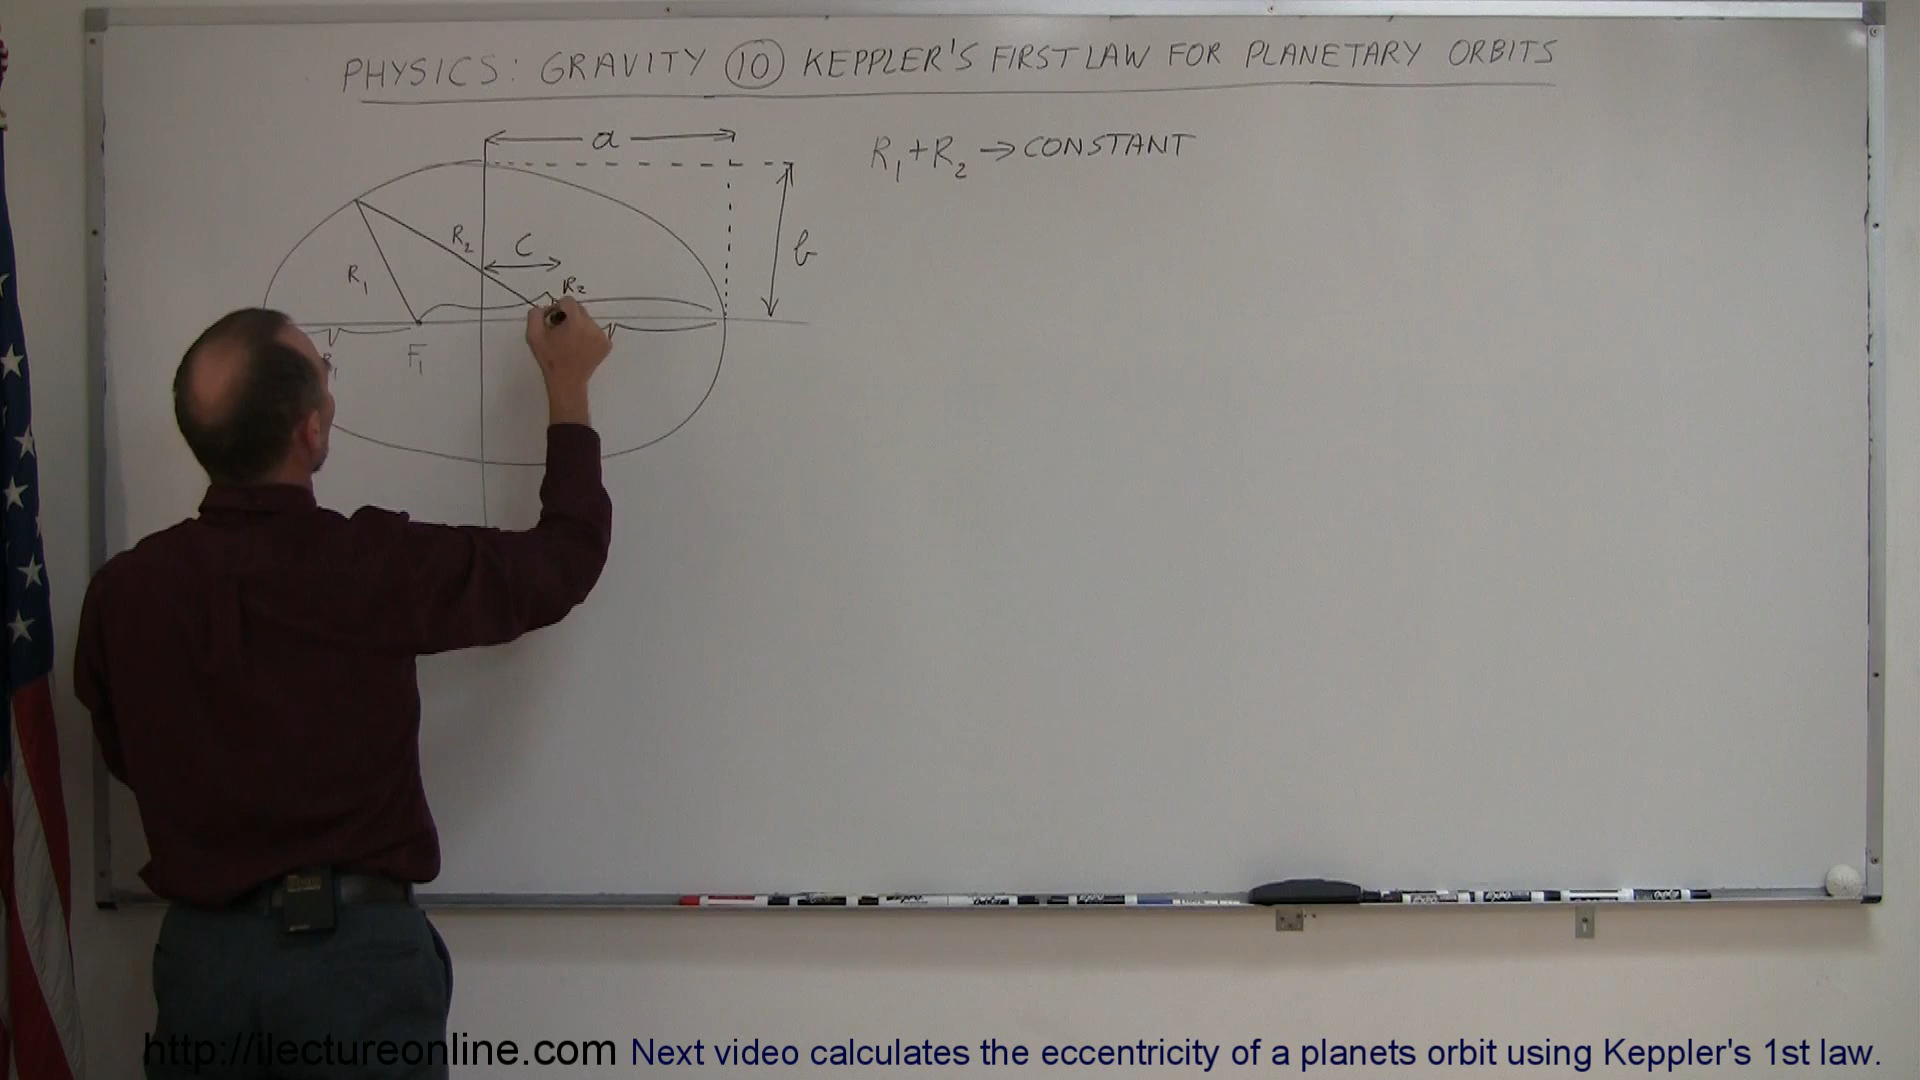 PHYSICS: GRAVITY 10 KEPPLER'S FIRST LAW FOR PLANETARY ORBITS
a
R1+R2 → CONSTANT
R2
C
b
R1
R2
F1
R1
http://ilectureonline.com Next video calculates the eccentricity of a planets orbit using Keppler's 1st law.